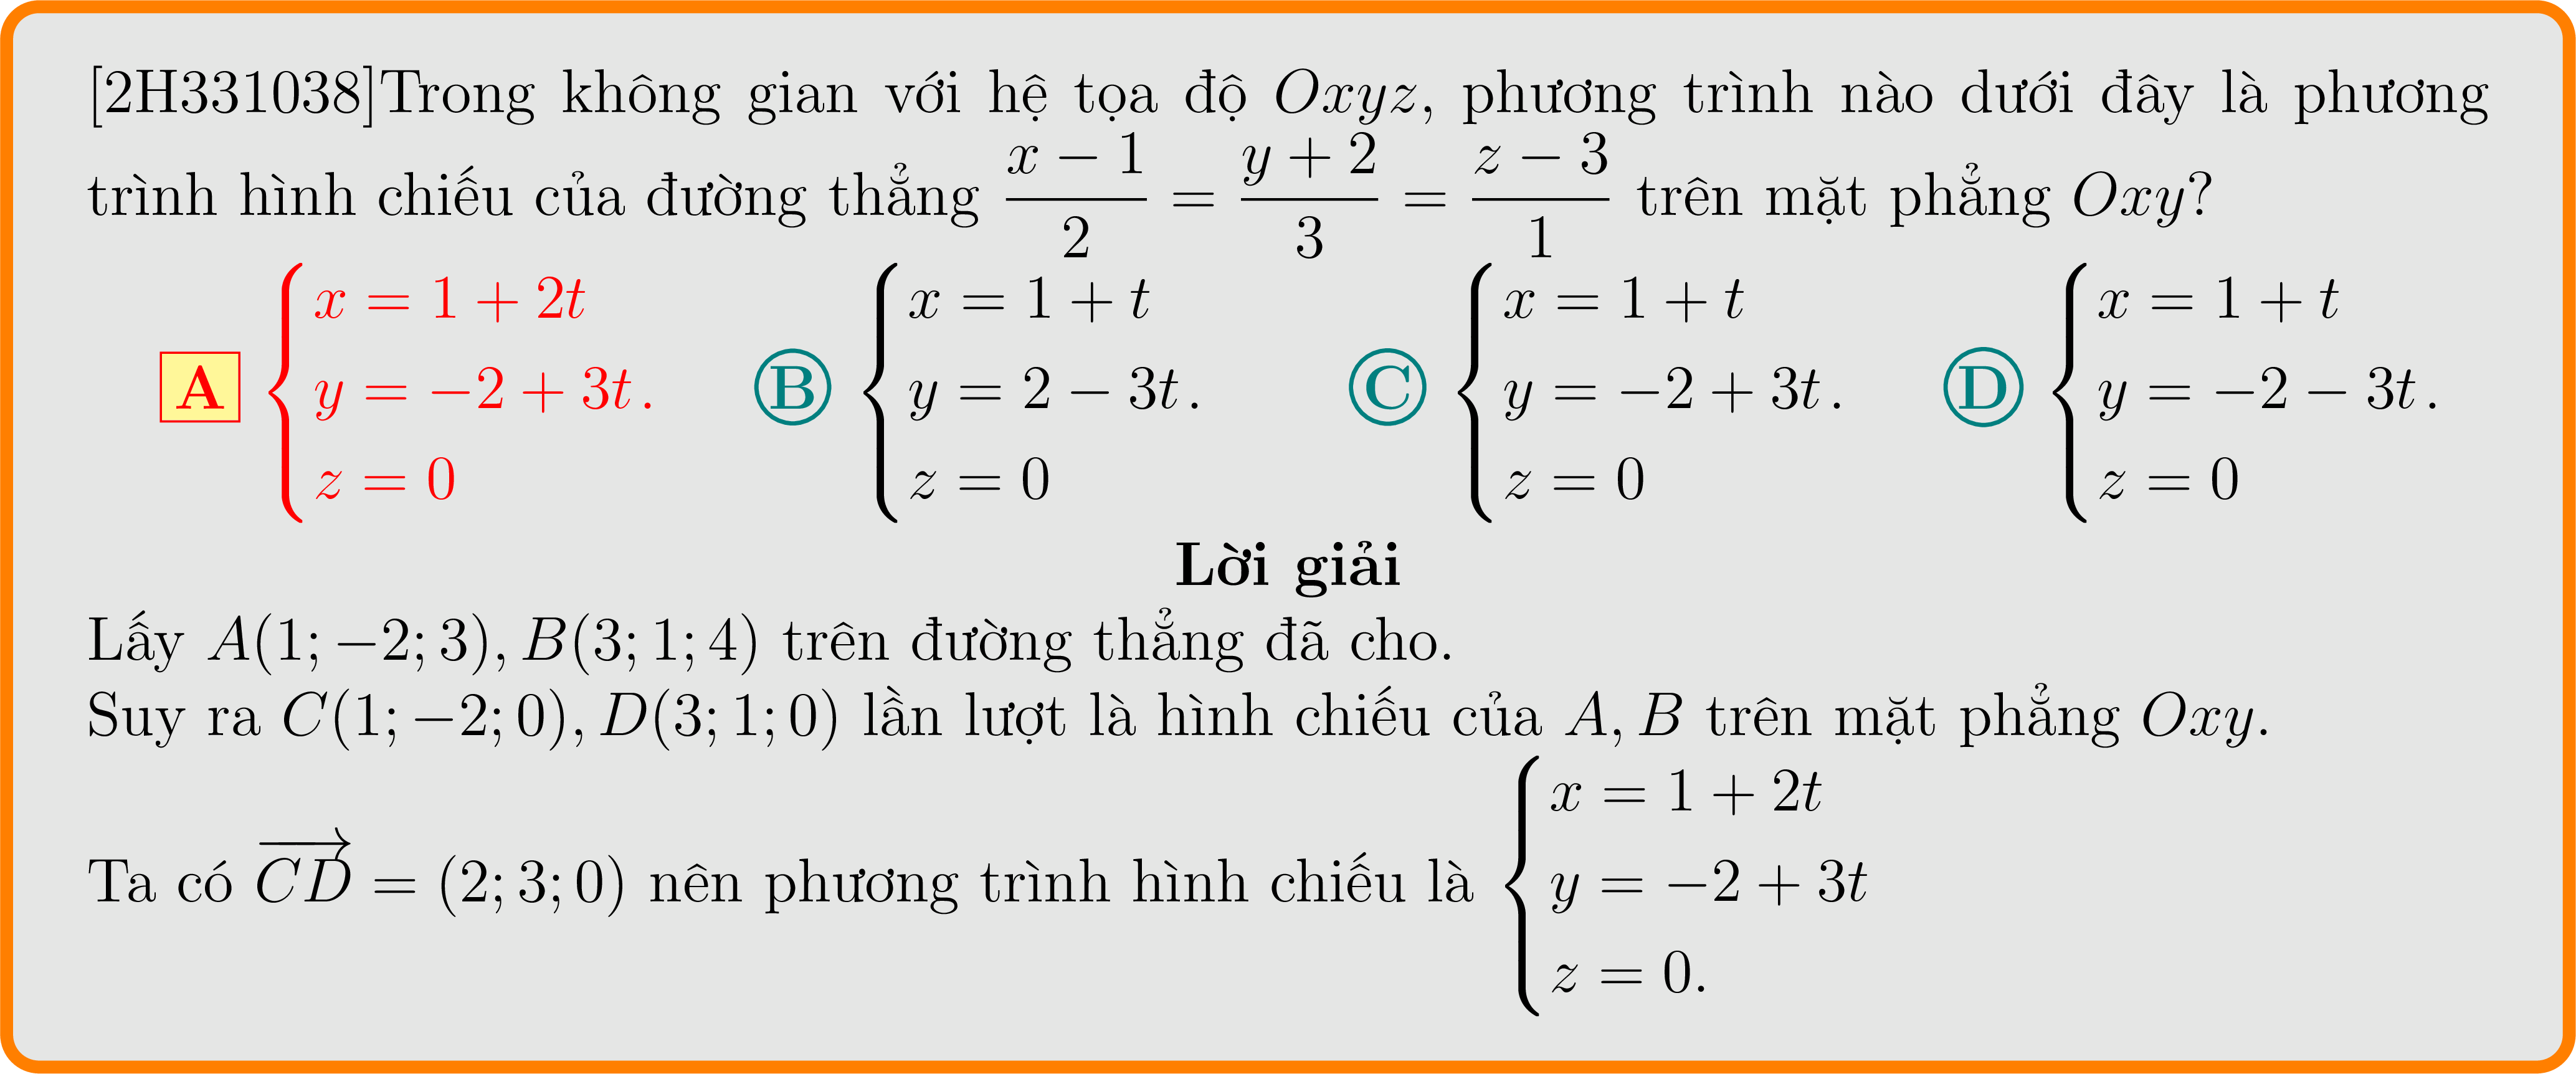 [2H331038]Trong không gian với hệ tọa độ Oxyz, phương trình nào dưới đây là phương
trình hình chiếu của đường thẳng \frac{x-1}{2} = \frac{y+2}{3} = \frac{z-3}{1} trên mặt phẳng Oxy?
A \begin{cases} x = 1 + 2t \\ y = -2 + 3t. \\ z = 0 \end{cases} B \begin{cases} x = 1 + t \\ y = 2 - 3t. \\ z = 0 \end{cases} C \begin{cases} x = 1 + t \\ y = -2 + 3t. \\ z = 0 \end{cases} D \begin{cases} x = 1 + t \\ y = -2 - 3t. \\ z = 0 \end{cases}
Lời giải
Lấy A(1; −2; 3), B(3; 1; 4) trên đường thẳng đã cho.
Suy ra C(1; −2; 0), D(3; 1; 0) lần lượt là hình chiếu của A, B trên mặt phẳng Oxy.
Ta có \overrightarrow{CD} = (2; 3; 0) nên phương trình hình chiếu là \begin{cases} x = 1 + 2t \\ y = -2 + 3t \\ z = 0. \end{cases}